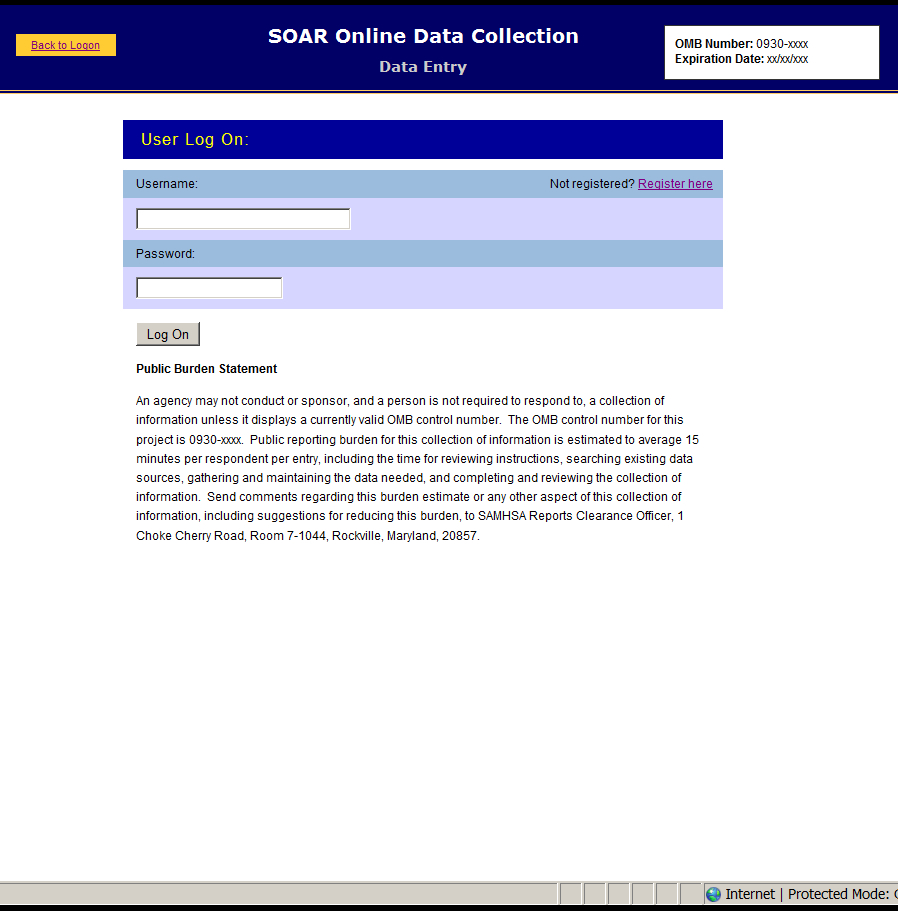 Back to Logon
SOAR Online Data Collection
Data Entry
OMB Number: 0930-xxxx
Expiration Date: xx/xx/xxx
User Log On:
Username:
Not registered? Register here
Password:
Log On
Public Burden Statement
An agency may not conduct or sponsor, and a person is not required to respond to, a collection of
information unless it displays a currently valid OMB control number.  The OMB control number for this
project is 0930-xxxx.  Public reporting burden for this collection of information is estimated to average 15
minutes per respondent per entry, including the time for reviewing instructions, searching existing data
sources, gathering and maintaining the data needed, and completing and reviewing the collection of
information.  Send comments regarding this burden estimate or any other aspect of this collection of
information, including suggestions for reducing this burden, to SAMHSA Reports Clearance Officer, 1
Choke Cherry Road, Room 7-1044, Rockville, Maryland, 20857.
Internet | Protected Mode: